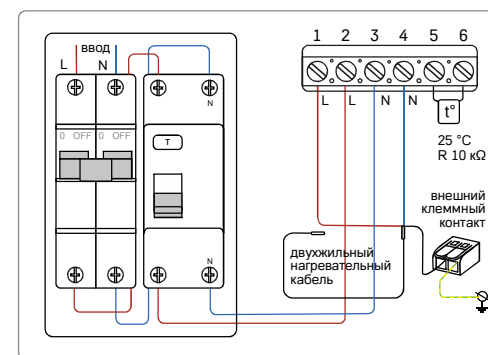 ввод
L N
N
0 OFF 0 OFF
T
N
1 2 3 4 5 6
L L N N
t°
25 °C
R 10 кΩ
внешний
клеммный
контакт
двухжильный
нагревательный
кабель